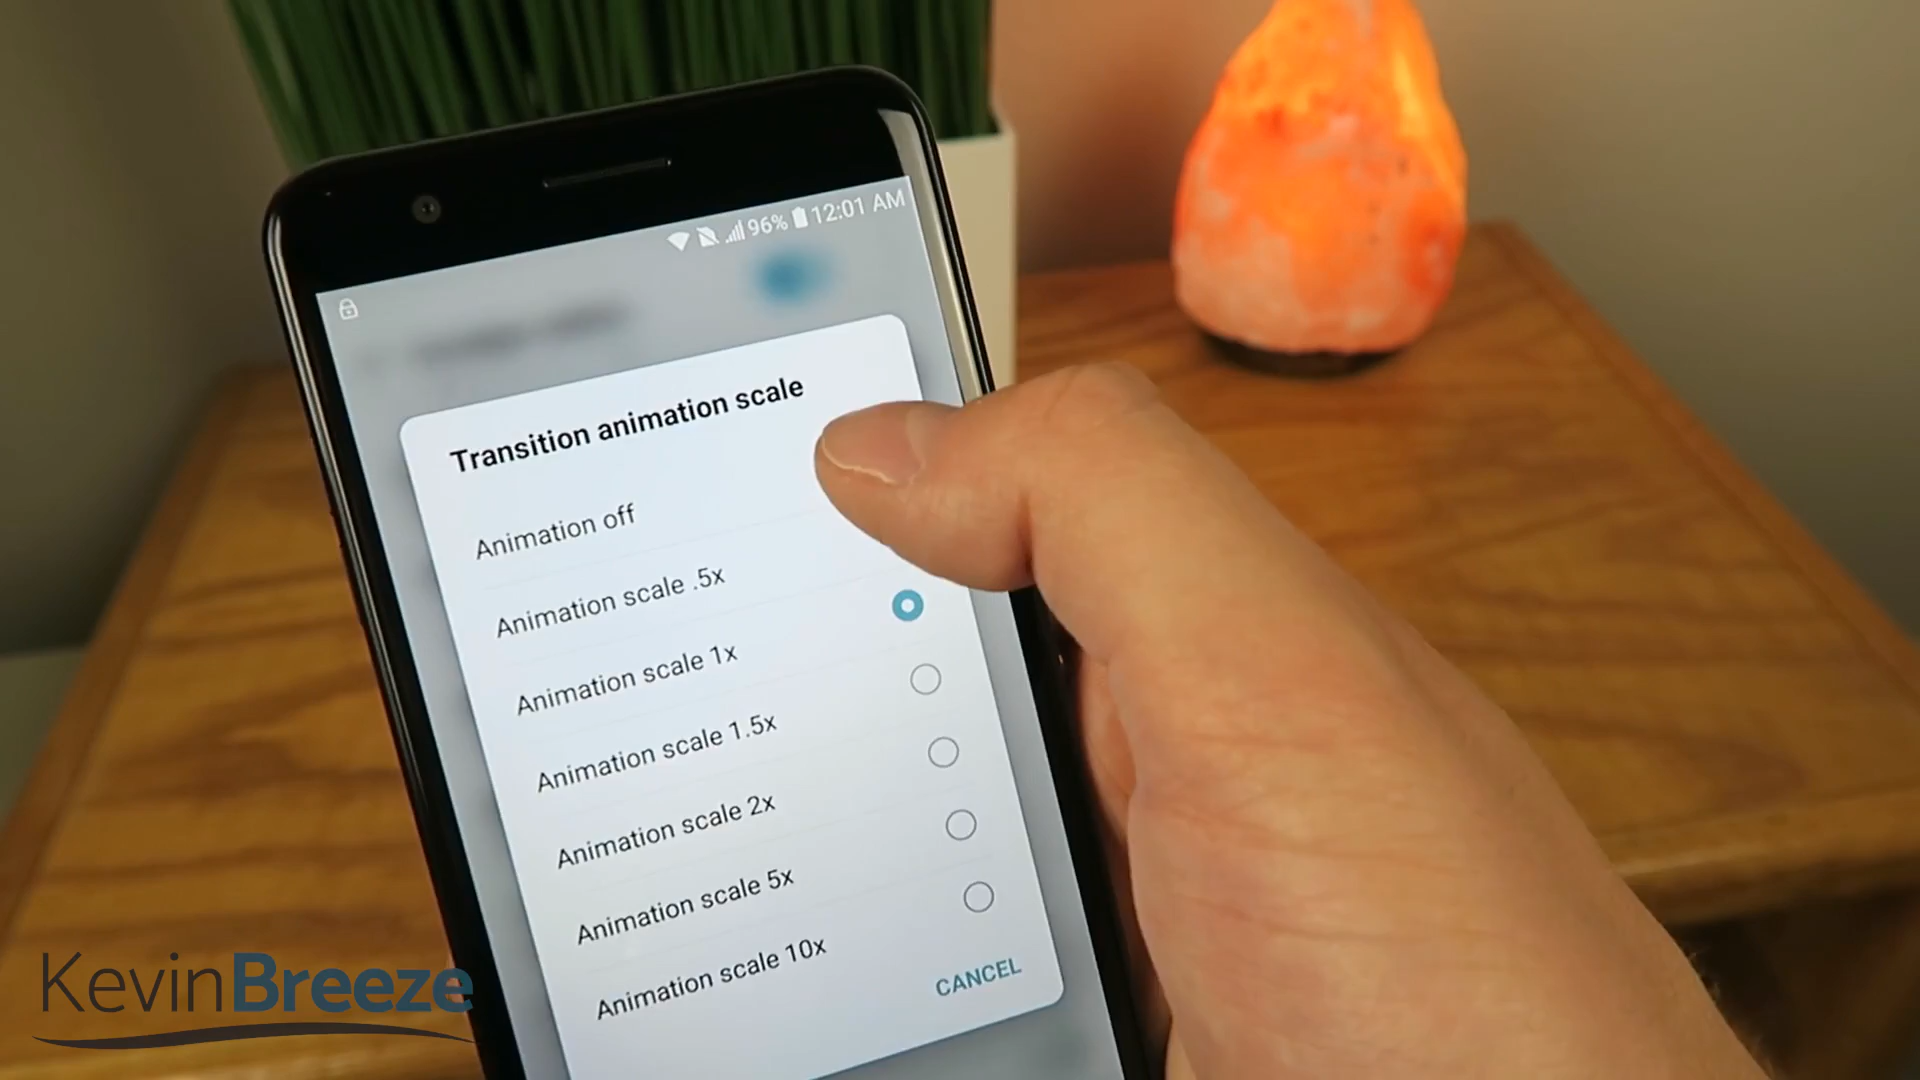 96% 12:01 AM
Transition animation scale
Animation off
Animation scale .5x
Animation scale 1x
Animation scale 1.5x
Animation scale 2x
Animation scale 5x
Animation scale 10x
CANCEL
KevinBreeze